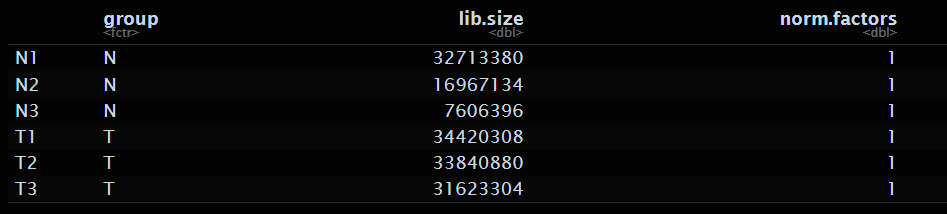 group lib.size norm.factors
<fctr> <dbl> <dbl>
N1 N 32713380 1
N2 N 16967134 1
N3 N 7606396 1
T1 T 34420308 1
T2 T 33840880 1
T3 T 31623304 1